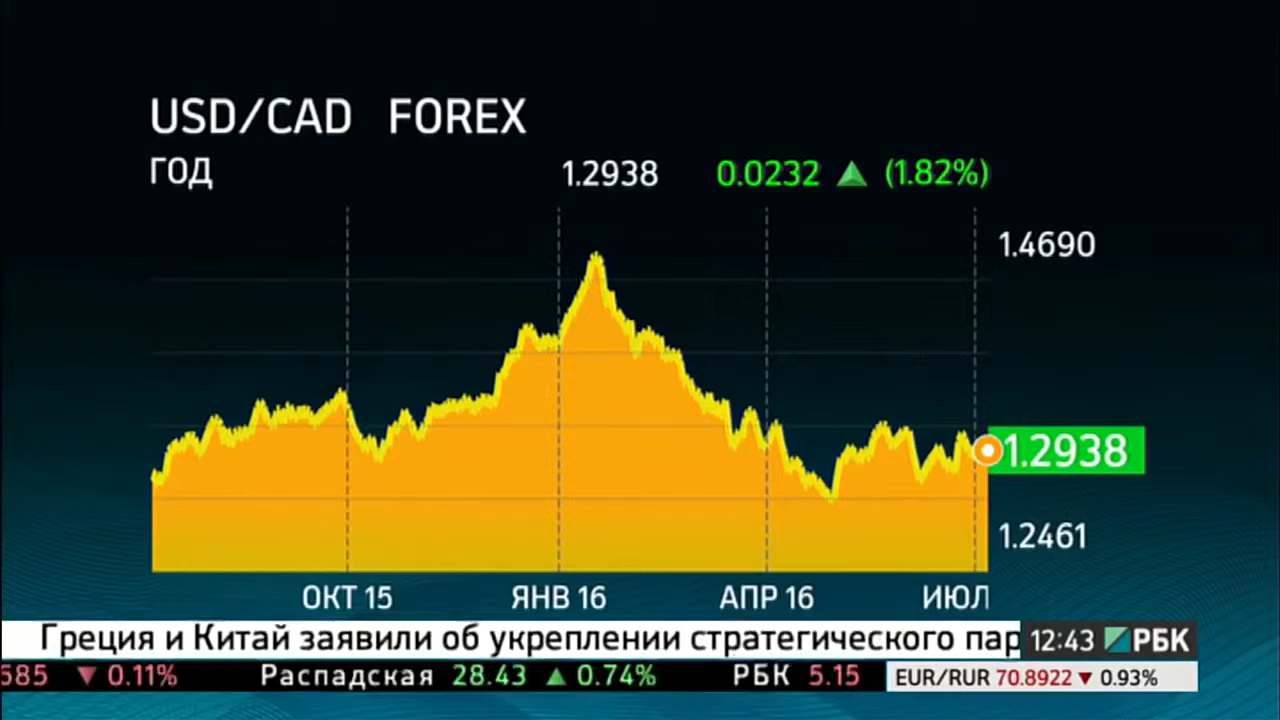 USD/CAD FOREX
ГОД 1.2938 0.0232 ▲ (1.82%)
1.4690
1.2938
1.2461
ОКТ 15 ЯНВ 16 АПР 16 ИЮЛ
Греция и Китай заявили об укреплении стратегического пар 12:43 РБК
585 ▼ 0.11% Распадская 28.43 ▲ 0.74% РБК 5.15 EUR/RUR 70.8922 ▼ 0.93%